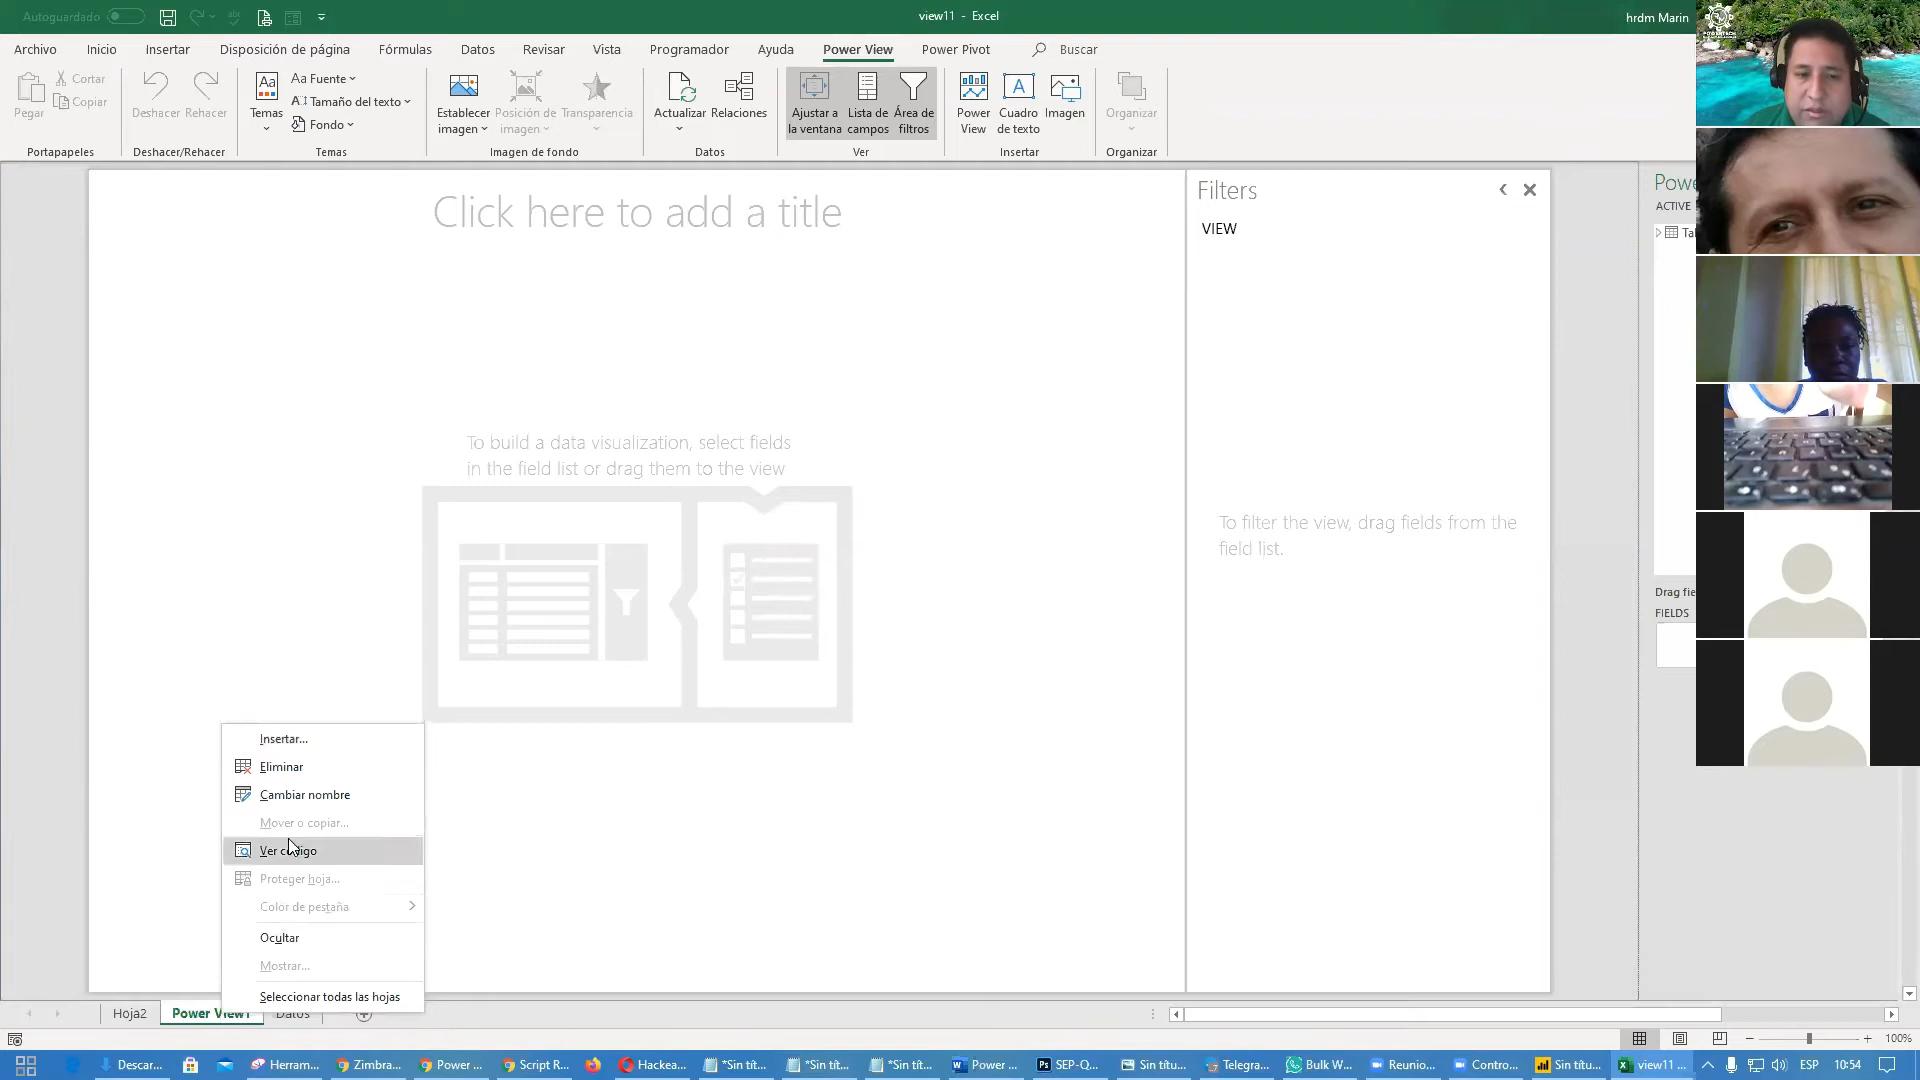 Autoguardado
view11 - Excel
hrdm Marin
Archivo Inicio Insertar Disposición de página Fórmulas Datos Revisar Vista Programador Ayuda Power View Power Pivot Buscar
Pegar
Cortar
Copiar
Portapapeles
Deshacer Rehacer
Deshacer/Rehacer
Temas
Fuente
Tamaño del texto
Fondo
Temas
Establecer imagen
Posición de imagen
Transparencia
Imagen de fondo
Actualizar Relaciones
Datos
Ajustar a la ventana
Lista de campos
Área de filtros
Ver
Power View
Cuadro de texto
Imagen
Insertar
Organizar
Organizar
Click here to add a title
Filters
VIEW
To build a data visualization, select fields
in the field list or drag them to the view
To filter the view, drag fields from the
field list.
Powe
ACTIVE
Tab
Drag fie
FIELDS
Insertar...
Eliminar
Cambiar nombre
Mover o copiar...
Ver código
Proteger hoja...
Color de pestaña
Ocultar
Mostrar...
Seleccionar todas las hojas
Hoja2 Power View1 Datos
100%
Descar...
Herram...
Zimbra...
Power ...
Script R...
Hackea...
*Sin tít...
*Sin tít...
*Sin tít...
Power ...
SEP-Q...
Sin títu...
Telegra...
Bulk W...
Reunio...
Contro...
Sin títu...
view11 ...
ESP
10:54